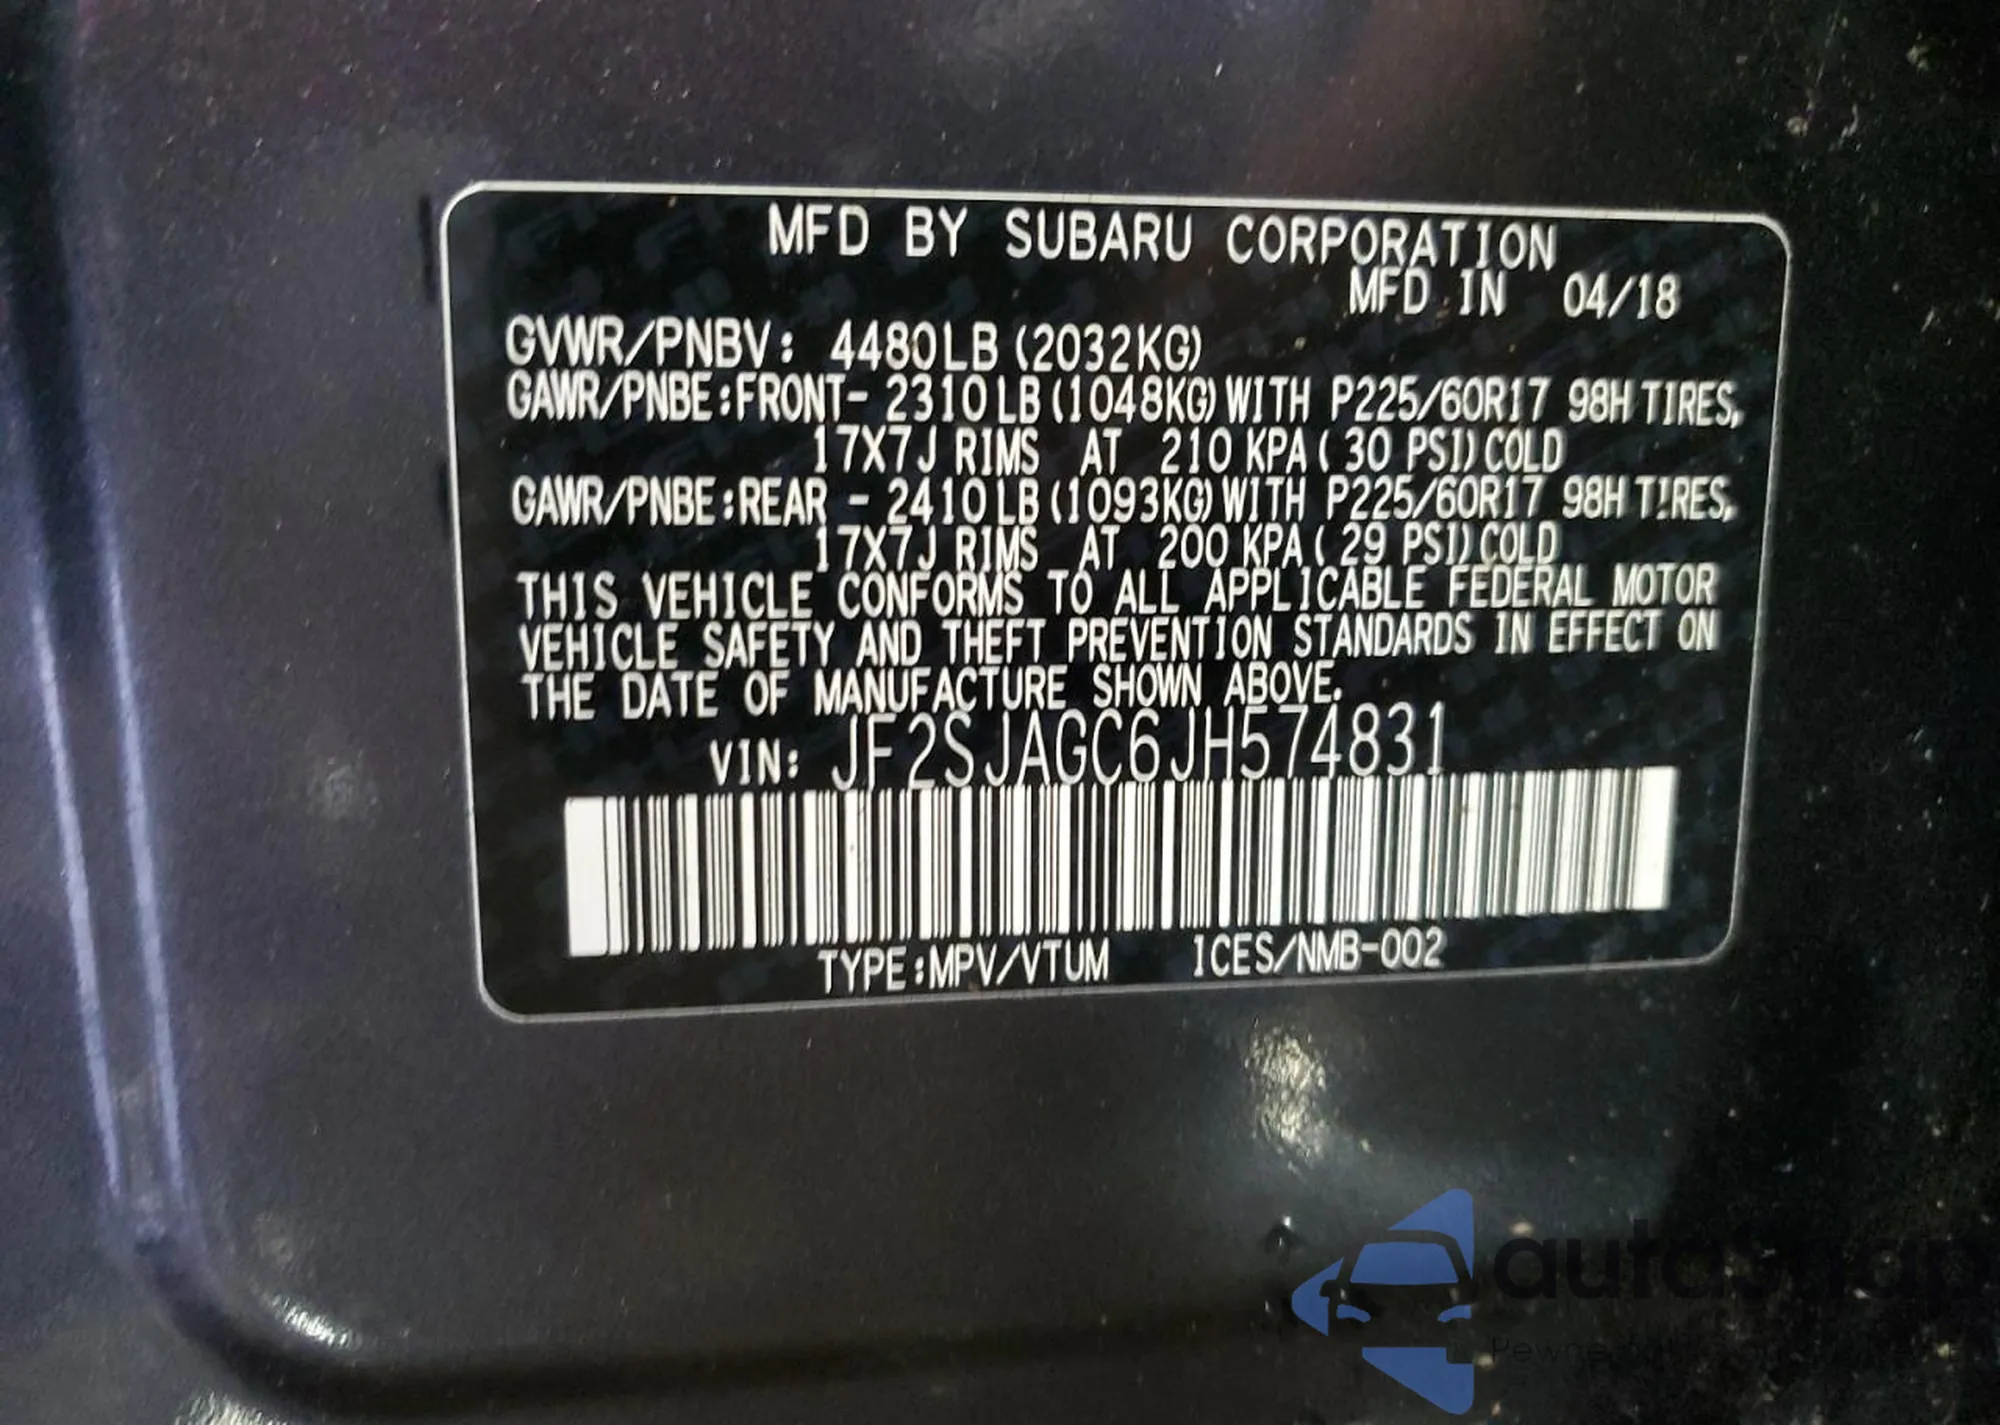 MFD BY SUBARU CORPORATION
MFD IN 04/18
GVWR/PNBV: 4480LB (2032KG)
GAWR/PNBE:FRONT- 2310LB (1048KG) WITH P225/60R17 98H TIRES,
17X7J RIMS AT 210 KPA ( 30 PSI) COLD
GAWR/PNBE:REAR - 2410LB (1093KG) WITH P225/60R17 98H TIRES,
17X7J RIMS AT 200 KPA ( 29 PSI) COLD
THIS VEHICLE CONFORMS TO ALL APPLICABLE FEDERAL MOTOR
VEHICLE SAFETY AND THEFT PREVENTION STANDARDS IN EFFECT ON
THE DATE OF MANUFACTURE SHOWN ABOVE.
VIN: JF2SJAGC6JH574831
TYPE:MPV/VTUM ICES/NMB-002
autosnap